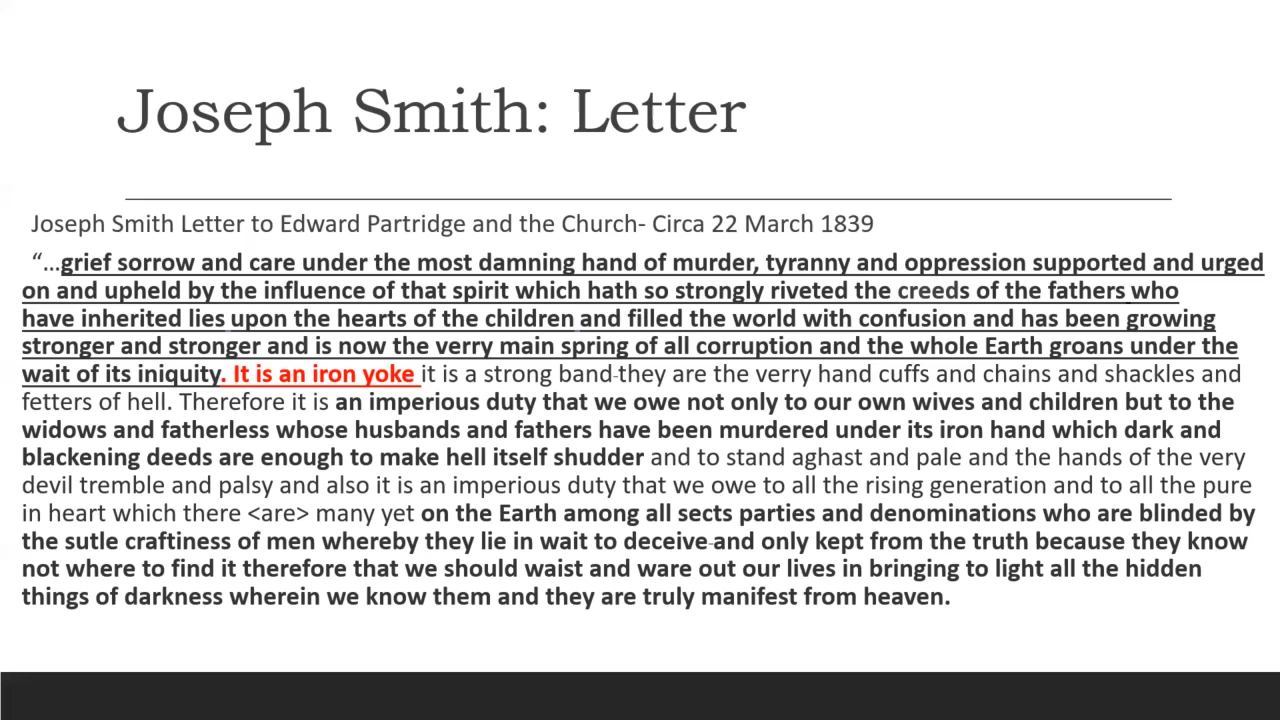 Joseph Smith: Letter
Joseph Smith Letter to Edward Partridge and the Church- Circa 22 March 1839
“…grief sorrow and care under the most damning hand of murder, tyranny and oppression supported and urged
on and upheld by the influence of that spirit which hath so strongly riveted the creeds of the fathers who
have inherited lies upon the hearts of the children and filled the world with confusion and has been growing
stronger and stronger and is now the verry main spring of all corruption and the whole Earth groans under the
wait of its iniquity. It is an iron yoke it is a strong band-they are the verry hand cuffs and chains and shackles and
fetters of hell. Therefore it is an imperious duty that we owe not only to our own wives and children but to the
widows and fatherless whose husbands and fathers have been murdered under its iron hand which dark and
blackening deeds are enough to make hell itself shudder and to stand aghast and pale and the hands of the very
devil tremble and palsy and also it is an imperious duty that we owe to all the rising generation and to all the pure
in heart which there <are> many yet on the Earth among all sects parties and denominations who are blinded by
the sutle craftiness of men whereby they lie in wait to deceive-and only kept from the truth because they know
not where to find it therefore that we should waist and ware out our lives in bringing to light all the hidden
things of darkness wherein we know them and they are truly manifest from heaven.